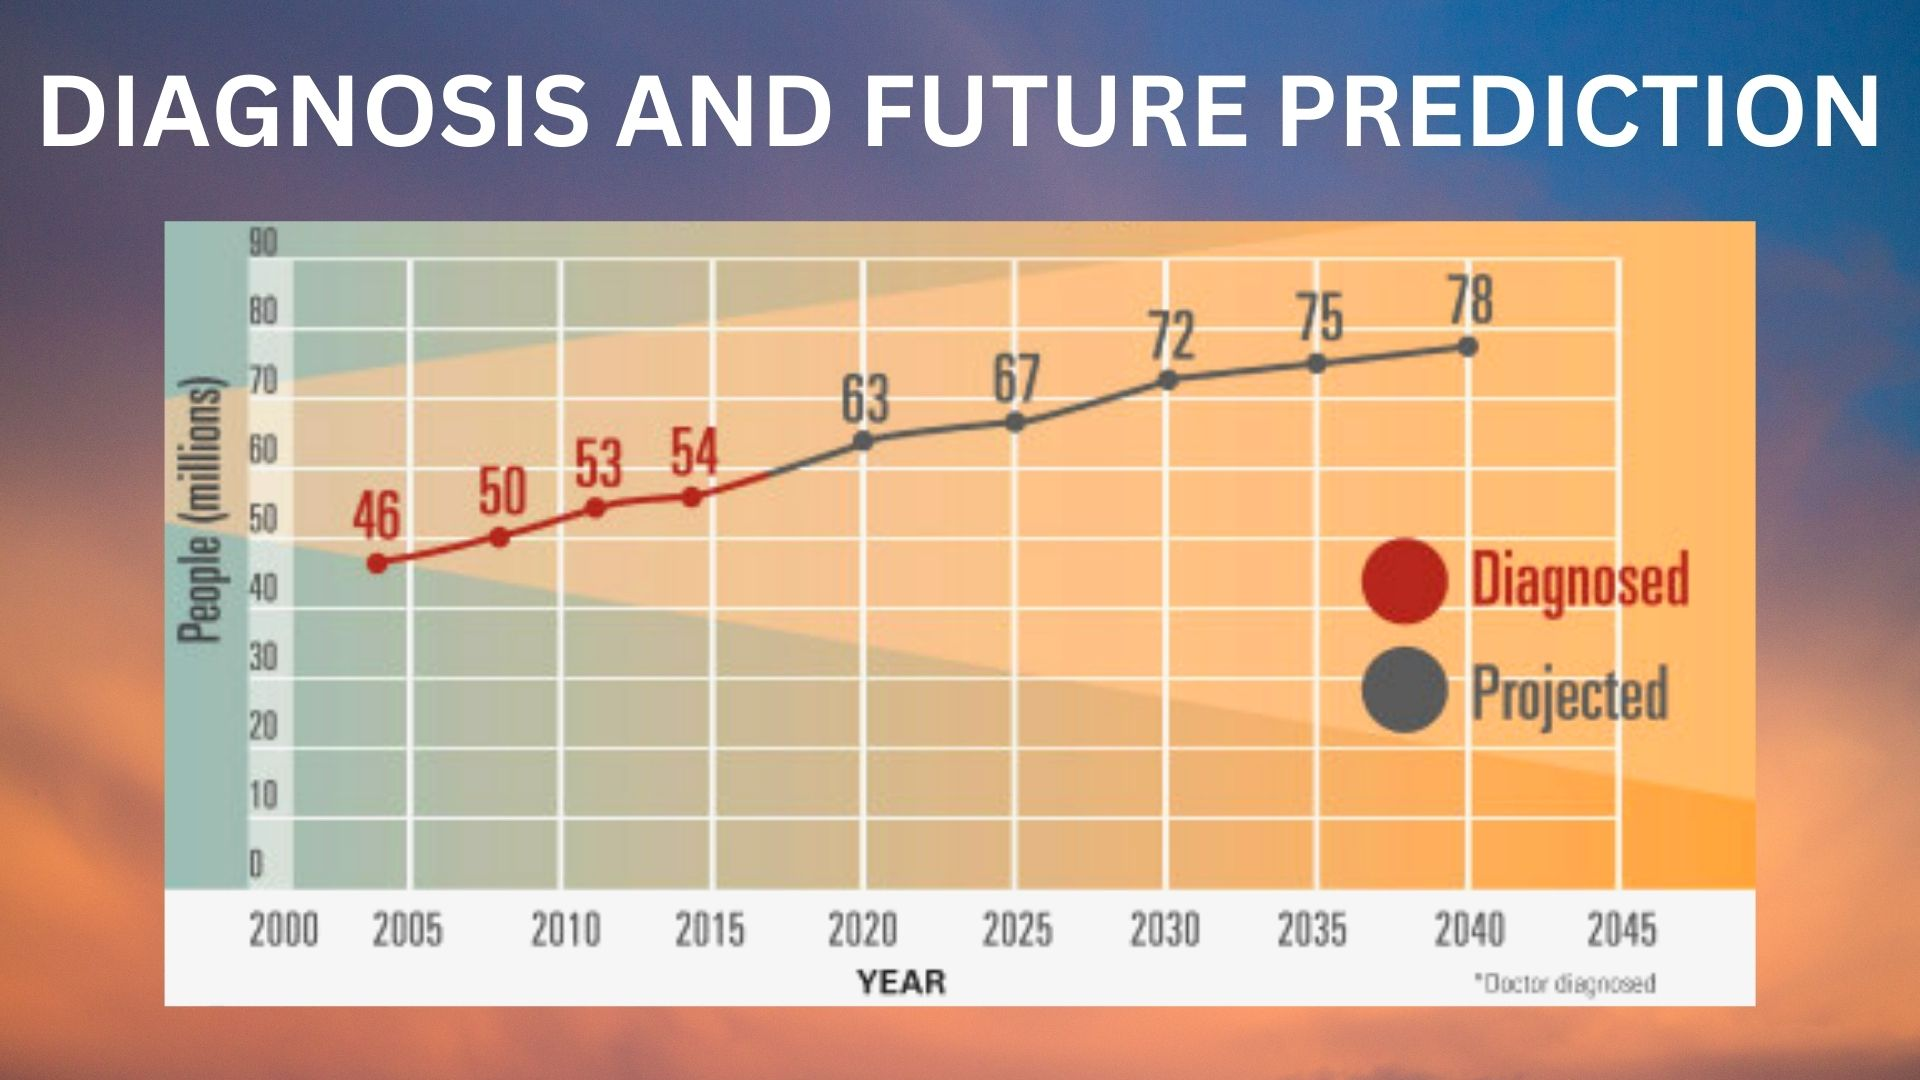 DIAGNOSIS AND FUTURE PREDICTION
People (millions)
90
80
70
60
50
40
30
20
10
0
46
50
53
54
63
67
72
75
78
Diagnosed
Projected
2000 2005 2010 2015 2020 2025 2030 2035 2040 2045
YEAR
*Doctor diagnosed